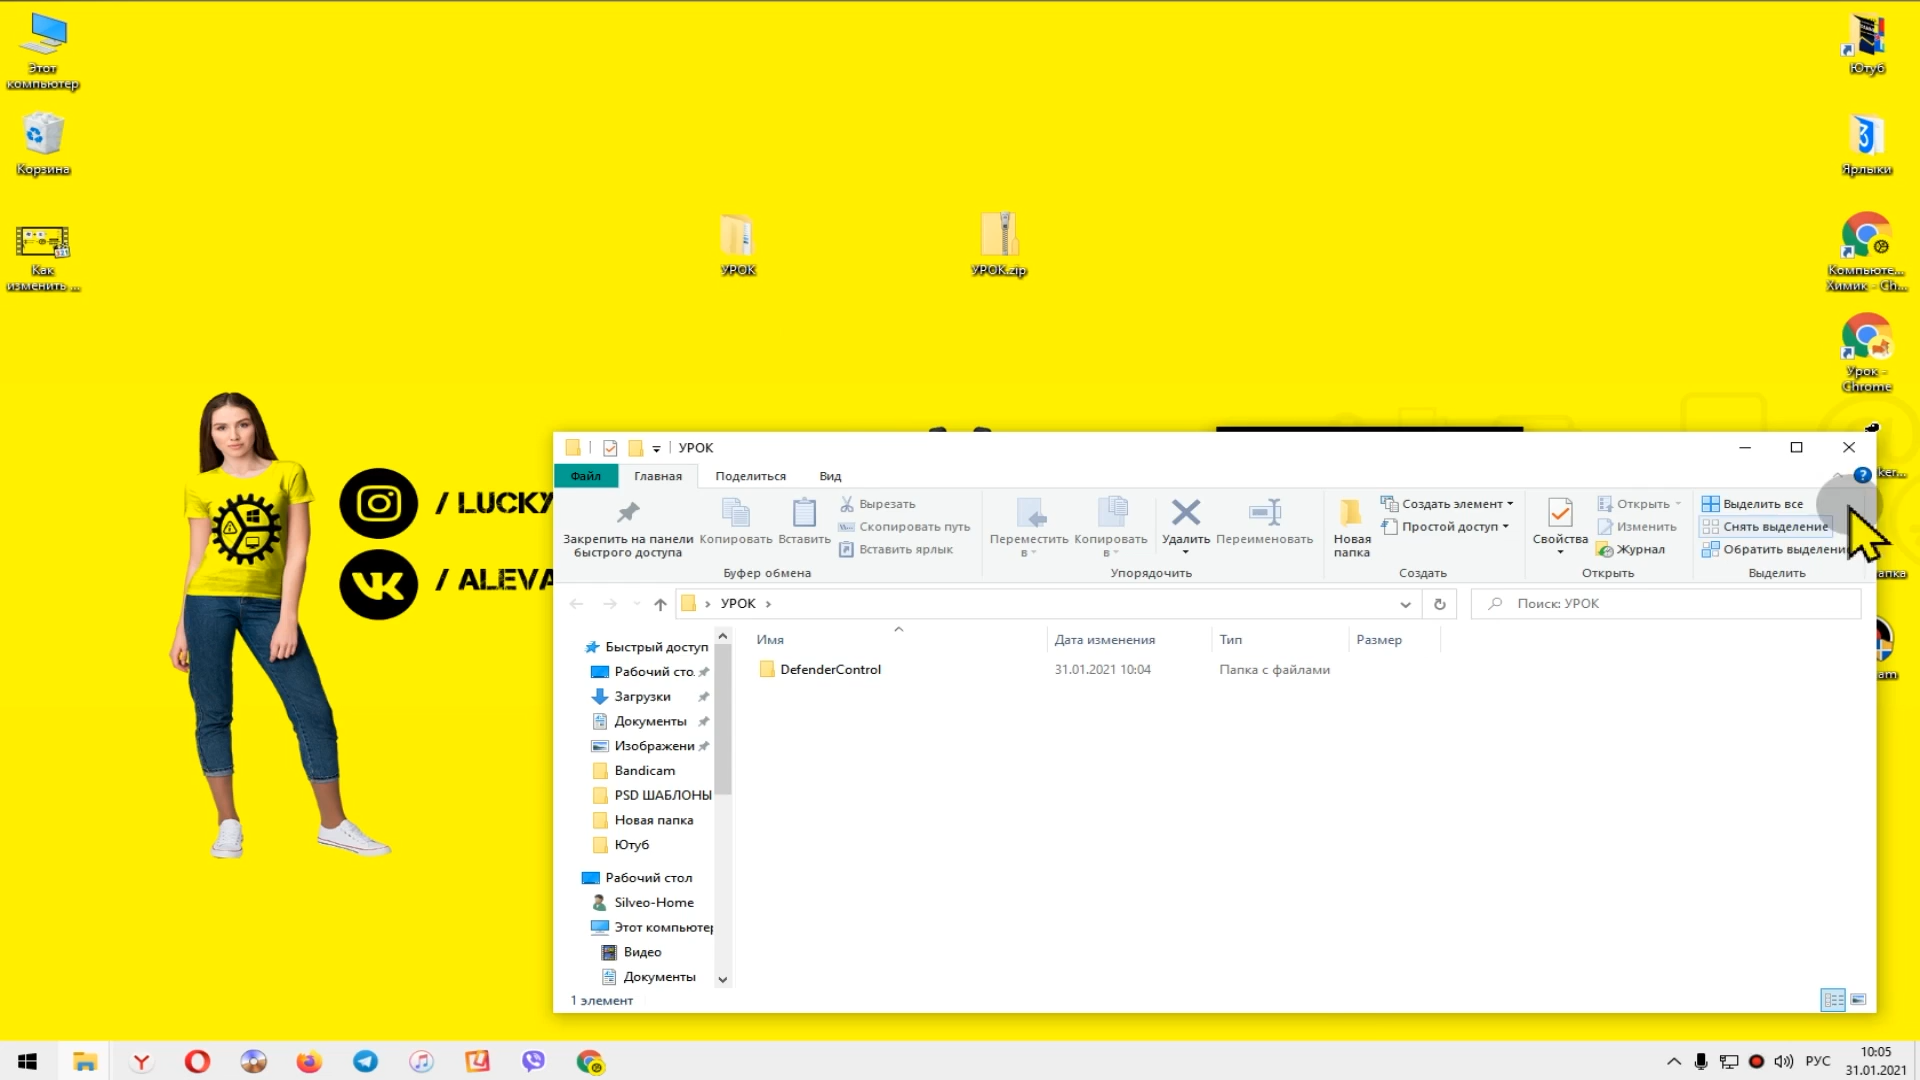 Этот
компьютер
Корзина
Как
изменить ...
УРОК
УРОК.zip
Ютуб
Ярлыки
Компьюте...
Химик - Ch...
Урок -
Chrome
/ LUCKY
/ ALEVA
УРОК
Файл
Главная
Поделиться
Вид
Закрепить на панели
быстрого доступа
Копировать
Вставить
Вырезать
Скопировать путь
Вставить ярлык
Буфер обмена
Переместить
в
Копировать
в
Удалить
Переименовать
Упорядочить
Новая
папка
Создать элемент
Простой доступ
Создать
Свойства
Открыть
Изменить
Журнал
Открыть
Выделить все
Снять выделение
Обратить выделени
Выделить
УРОК
Поиск: УРОК
Имя
Дата изменения
Тип
Размер
DefenderControl
31.01.2021 10:04
Папка с файлами
Быстрый доступ
Рабочий сто
Загрузки
Документы
Изображени
Bandicam
PSD ШАБЛОНЫ
Новая папка
Ютуб
Рабочий стол
Silveo-Home
Этот компьютер
Видео
Документы
1 элемент
ker...
апка
am
РУС
10:05
31.01.2021